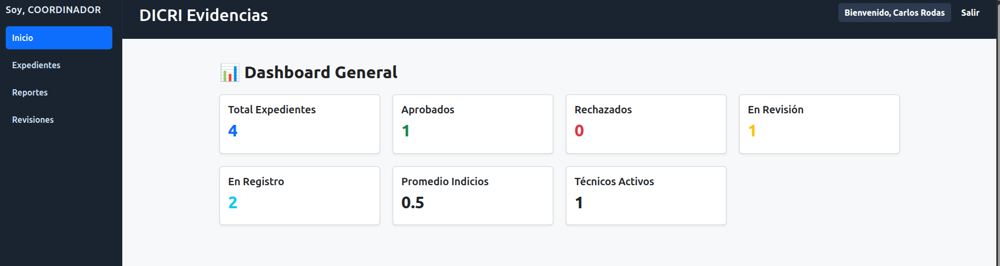 Soy, COORDINADOR
Inicio
Expedientes
Reportes
Revisiones
DICRI Evidencias
Bienvenido, Carlos Rodas
Salir
Dashboard General
Total Expedientes
4
Aprobados
1
Rechazados
0
En Revisión
1
En Registro
2
Promedio Indicios
0.5
Técnicos Activos
1